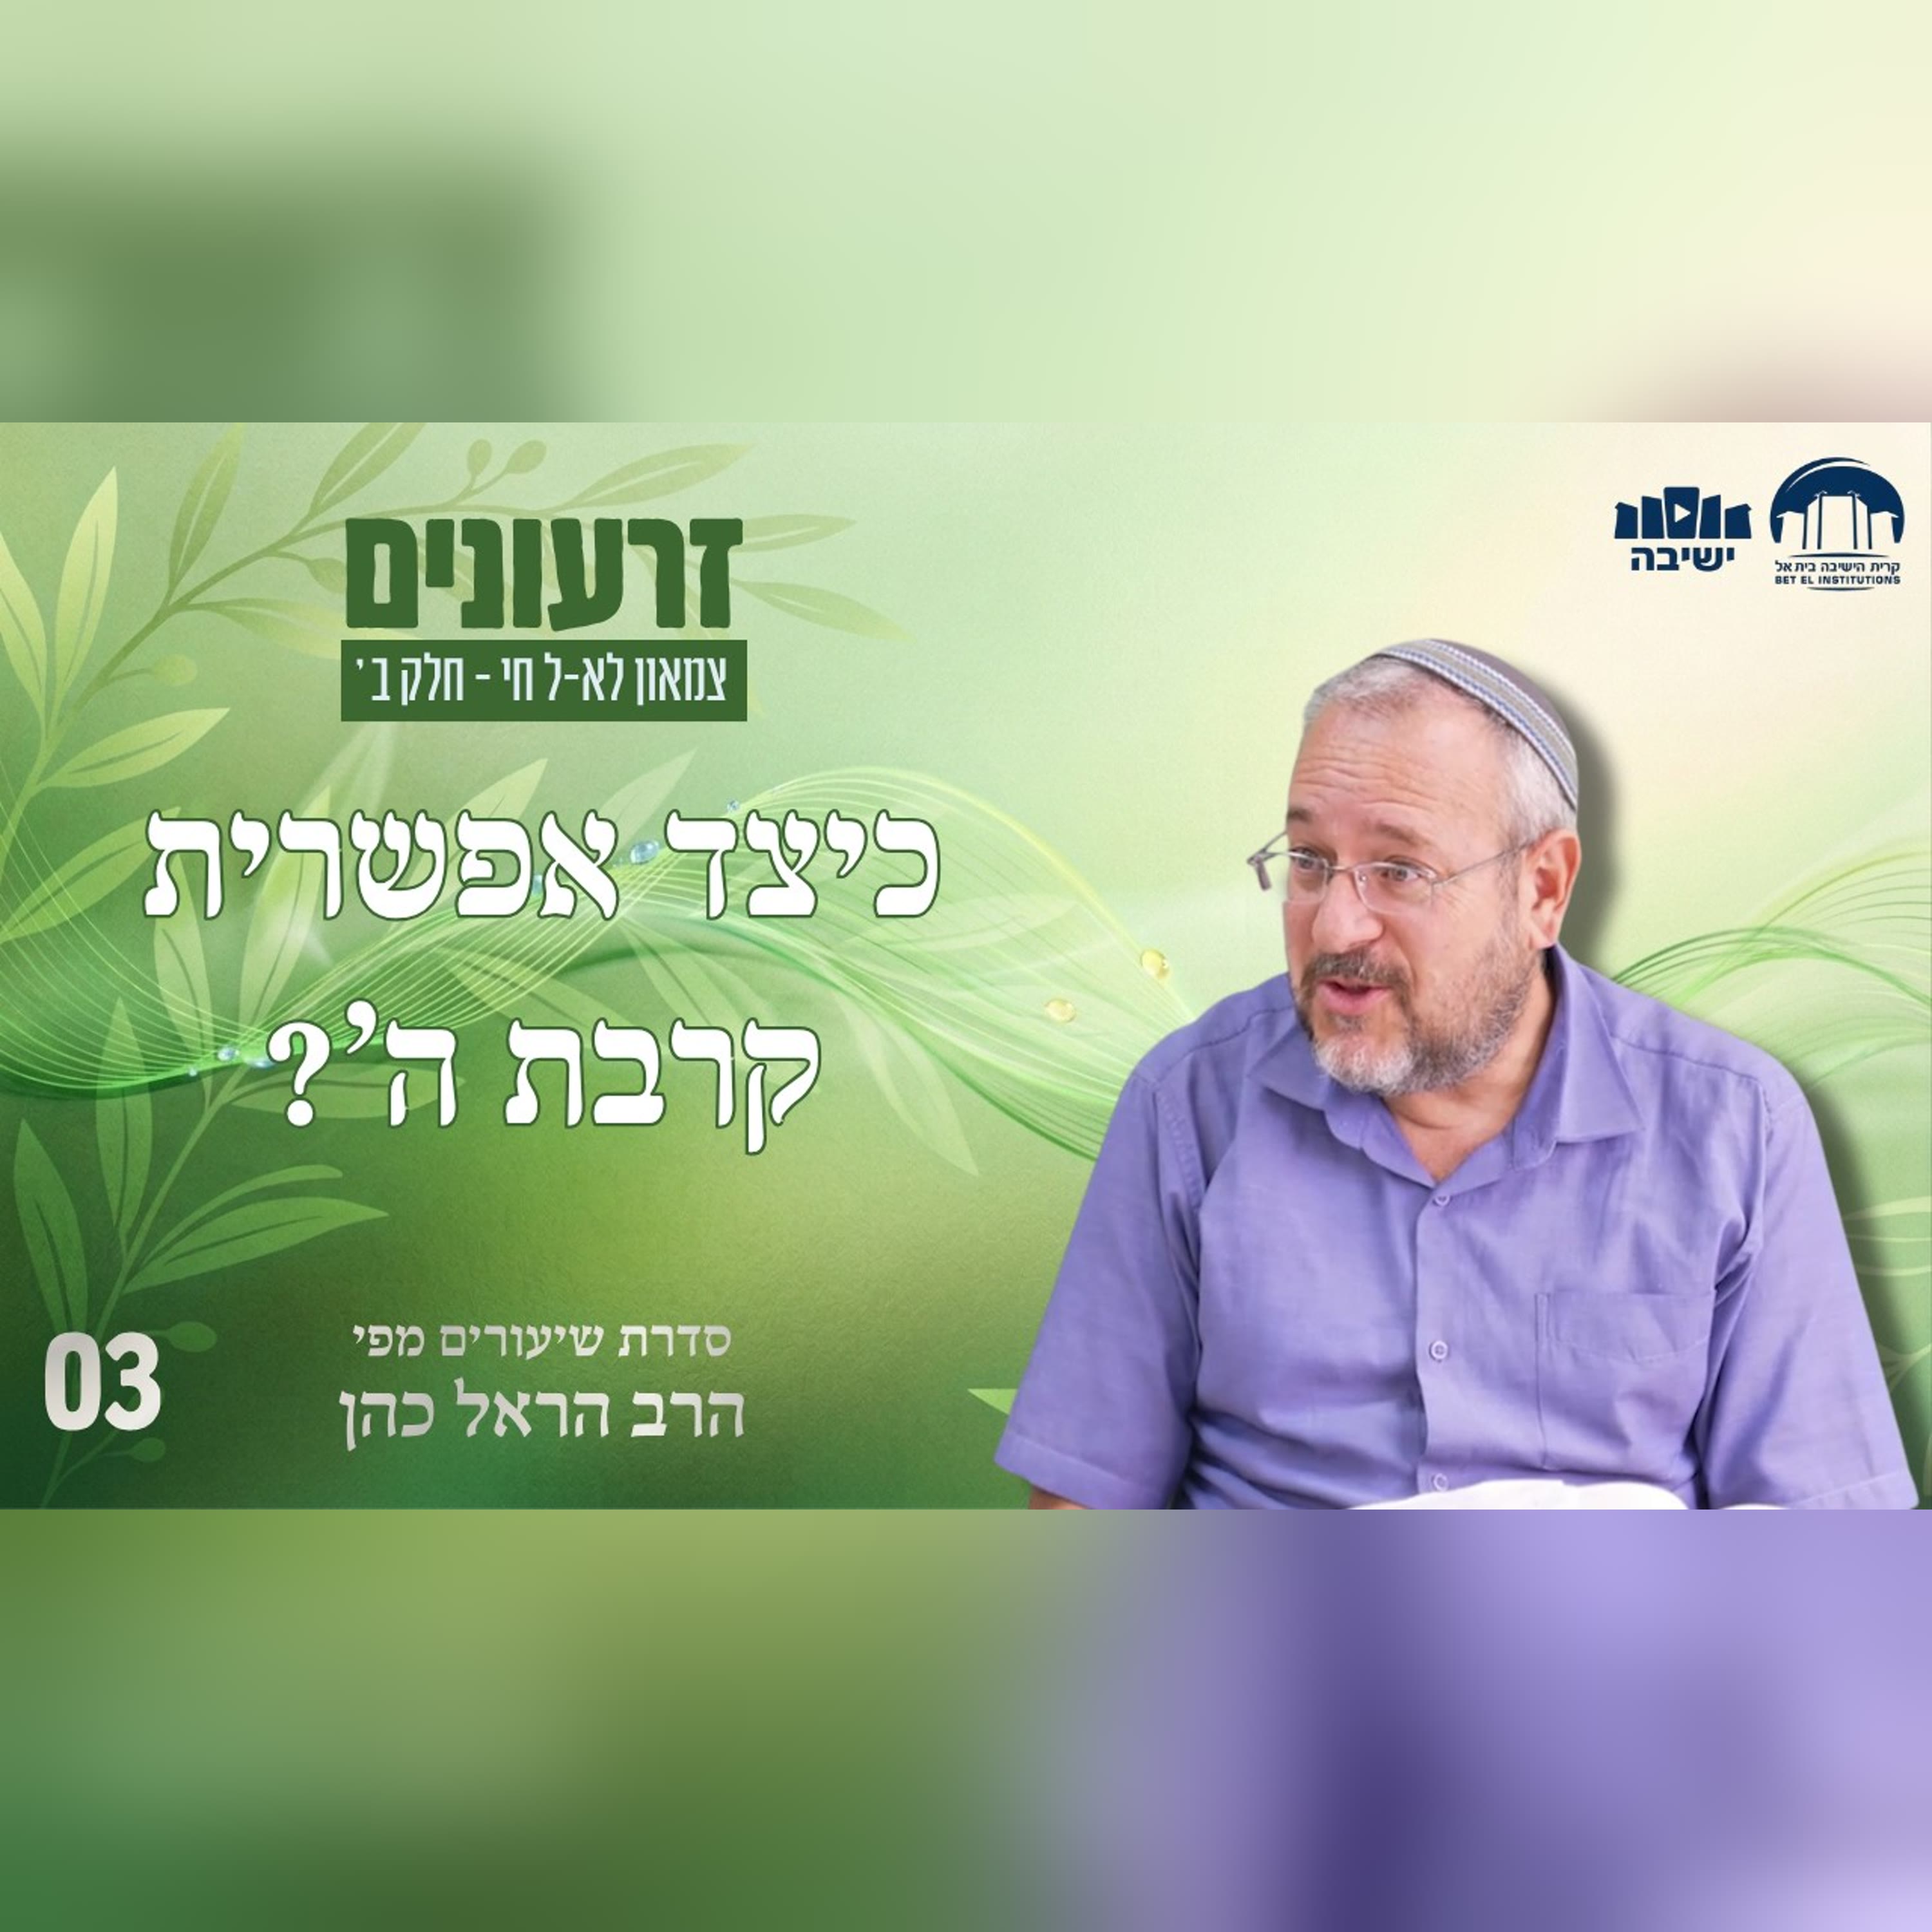 ישיבה
קרית הישיבה בית אל
BET EL INSTITUTIONS
זרעונים
צמאון לא-ל חי - חלק ב'
כיצד אפשרית
קרבת ה'?
סדרת שיעורים מפי
הרב הראל כהן
03